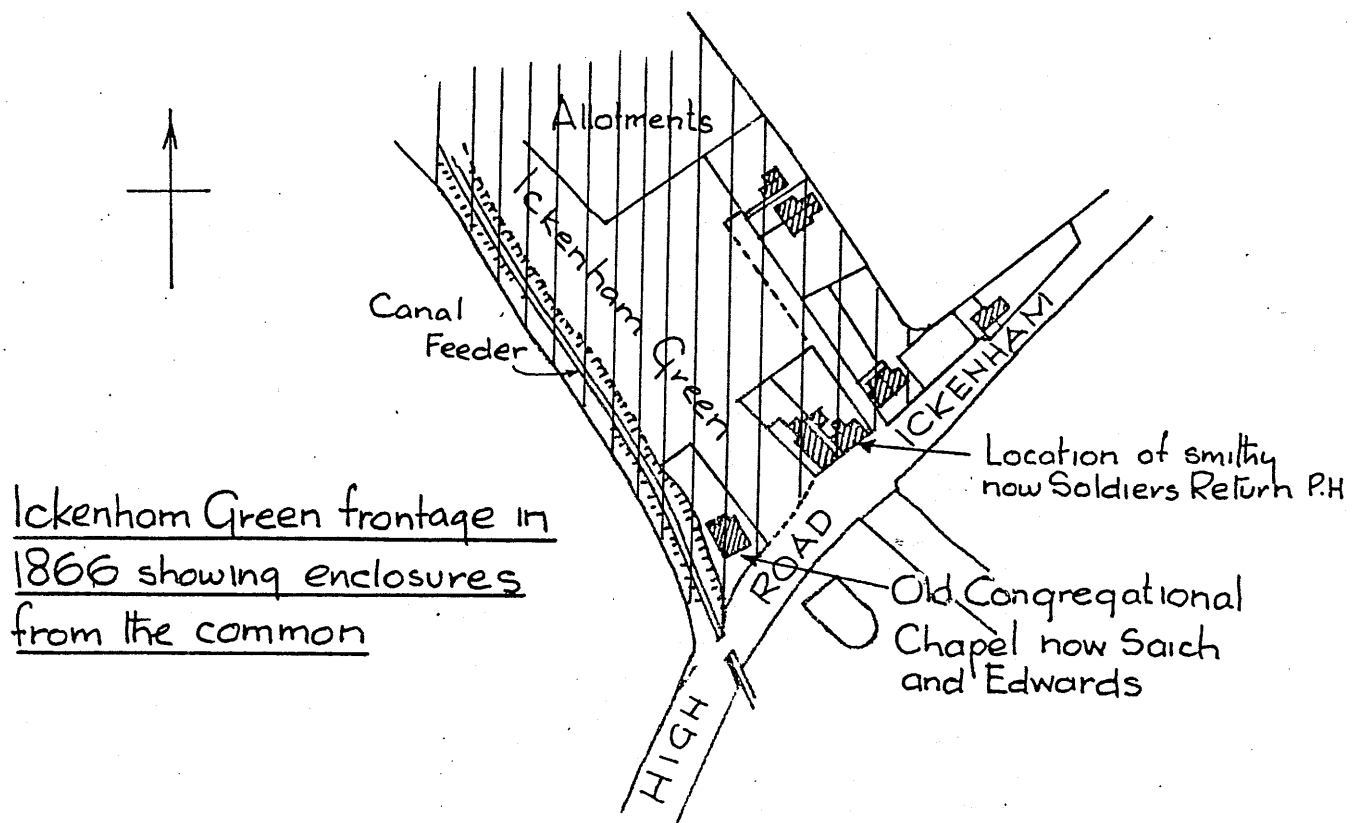 Allotments
Ickenham Green
Canal
Feeder
ICKENHAM
Location of smithy
now Soldiers Return P.H
Ickenham Green frontage in
1866 showing enclosures
from the common
HIGH ROAD
Old Congregational
Chapel now Saich
and Edwards